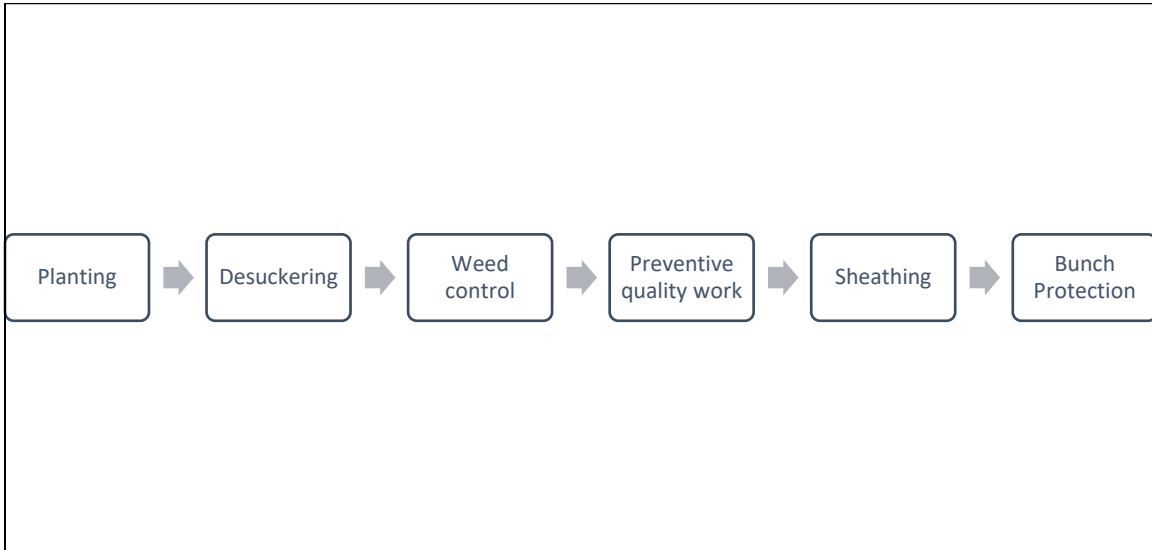 Planting
Desuckering
Weed
control
Preventive
quality work
Sheathing
Bunch
Protection